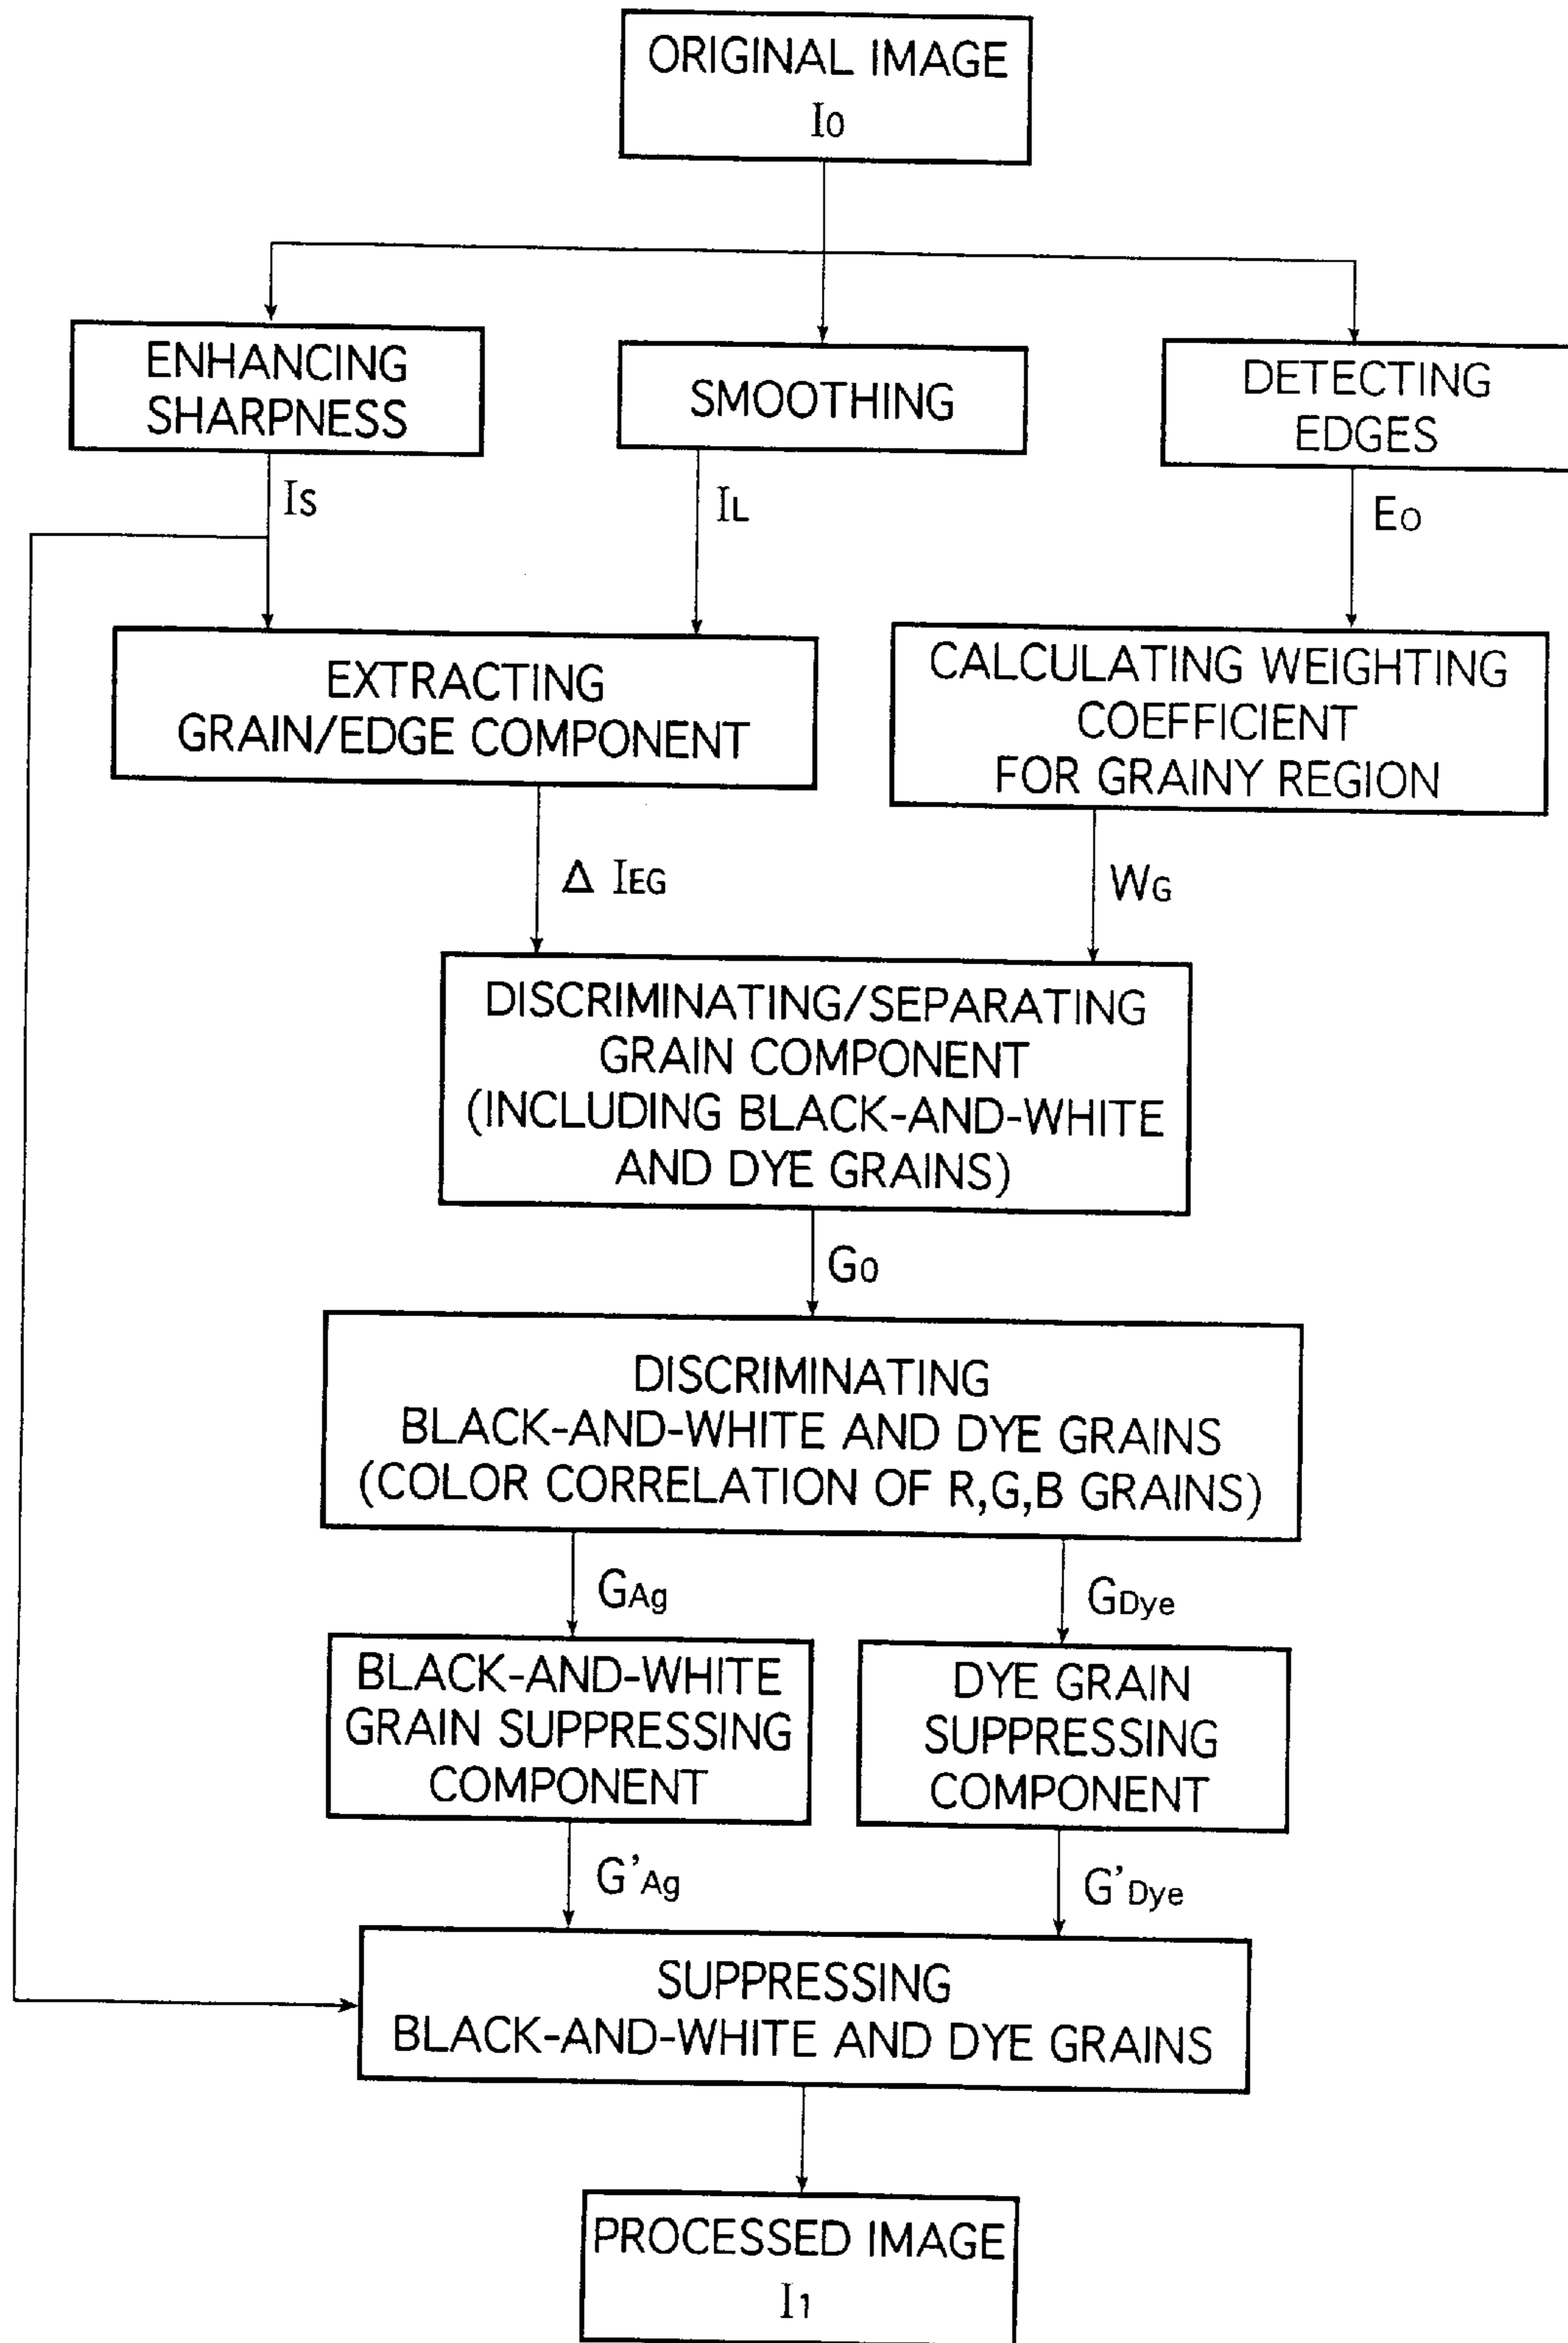 ORIGINAL IMAGE
I0
ENHANCING
SHARPNESS
SMOOTHING
DETECTING
EDGES
IS
IL
EO
EXTRACTING
GRAIN/EDGE COMPONENT
CALCULATING WEIGHTING
COEFFICIENT
FOR GRAINY REGION
Δ IEG
WG
DISCRIMINATING/SEPARATING
GRAIN COMPONENT
(INCLUDING BLACK-AND-WHITE
AND DYE GRAINS)
G0
DISCRIMINATING
BLACK-AND-WHITE AND DYE GRAINS
(COLOR CORRELATION OF R,G,B GRAINS)
GAg
GDye
BLACK-AND-WHITE
GRAIN SUPPRESSING
COMPONENT
DYE GRAIN
SUPPRESSING
COMPONENT
G'Ag
G'Dye
SUPPRESSING
BLACK-AND-WHITE AND DYE GRAINS
PROCESSED IMAGE
I1